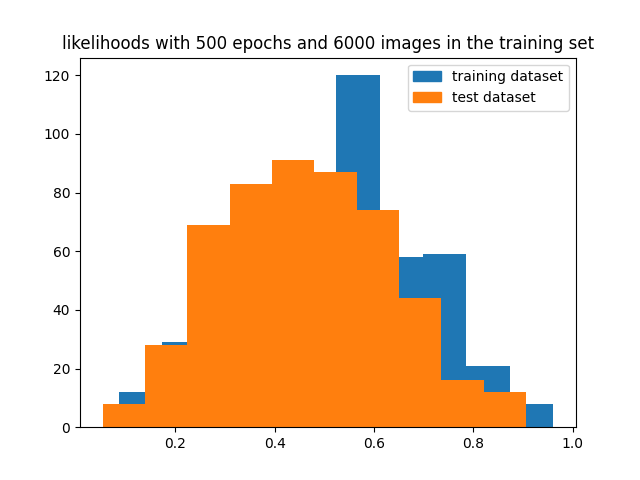 likelihoods with 500 epochs and 6000 images in the training set
training dataset
test dataset
120
100
80
60
40
20
0
0.2 0.4 0.6 0.8 1.0